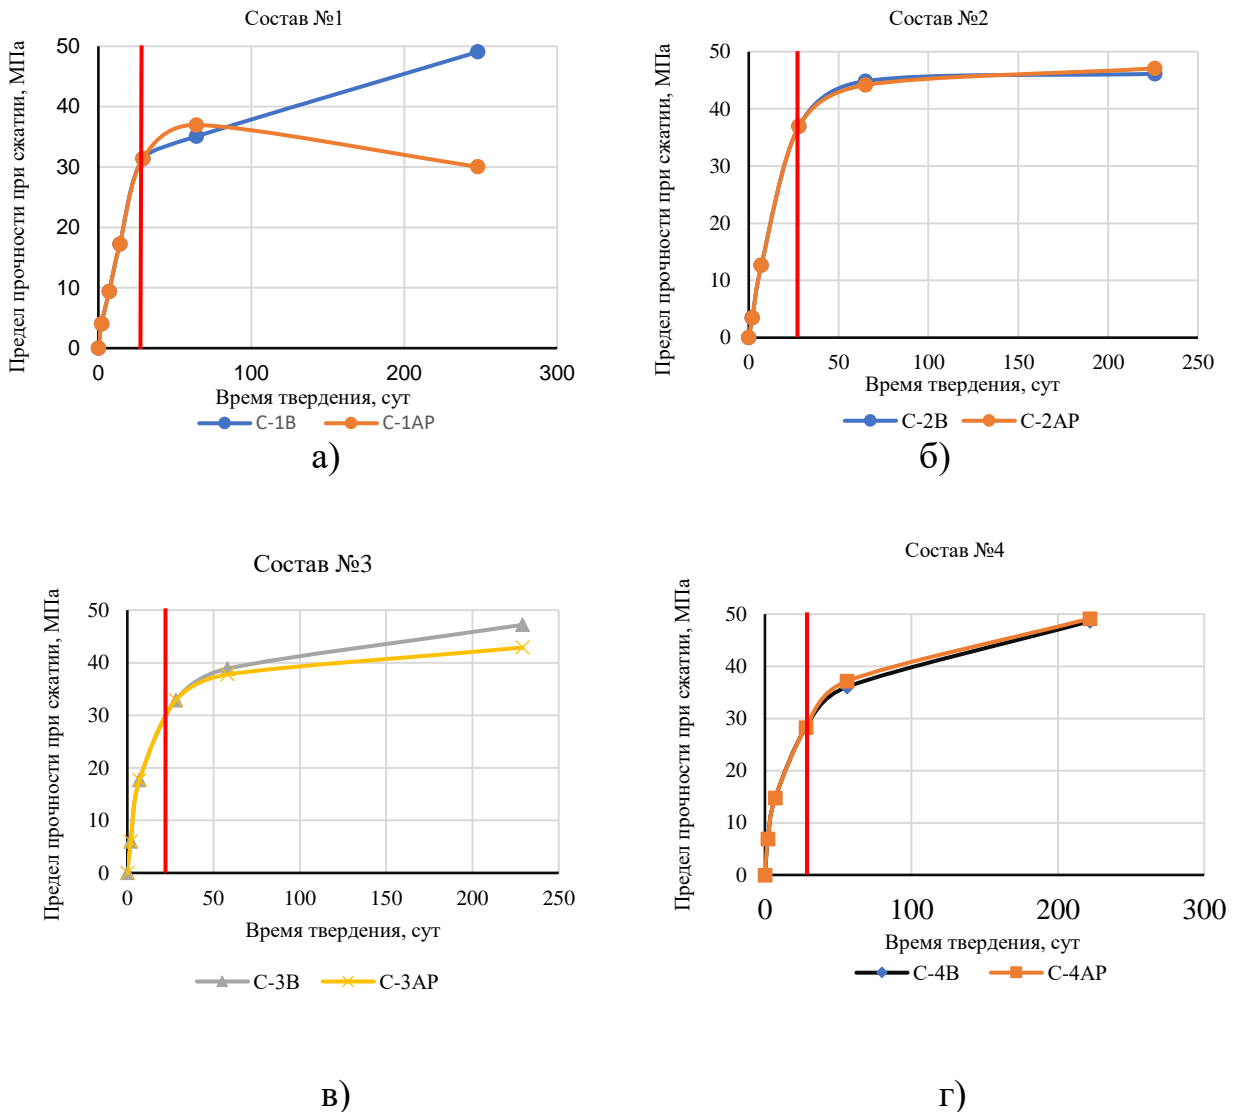 Состав №1
Предел прочности при сжатии, МПа
50
40
30
20
10
0
0 100 200 300
Время твердения, сут
С-1В С-1АР
а)
Состав №2
Предел прочности при сжатии, МПа
50
40
30
20
10
0
0 50 100 150 200 250
Время твердения, сут
С-2В С-2АР
б)
Состав №3
Предел прочности при сжатии, МПа
50
40
30
20
10
0
0 50 100 150 200 250
Время твердения, сут
С-3В С-3АР
в)
Состав №4
Предел прочности при сжатии, МПа
50
40
30
20
10
0
0 100 200 300
Время твердения, сут
С-4В С-4АР
г)